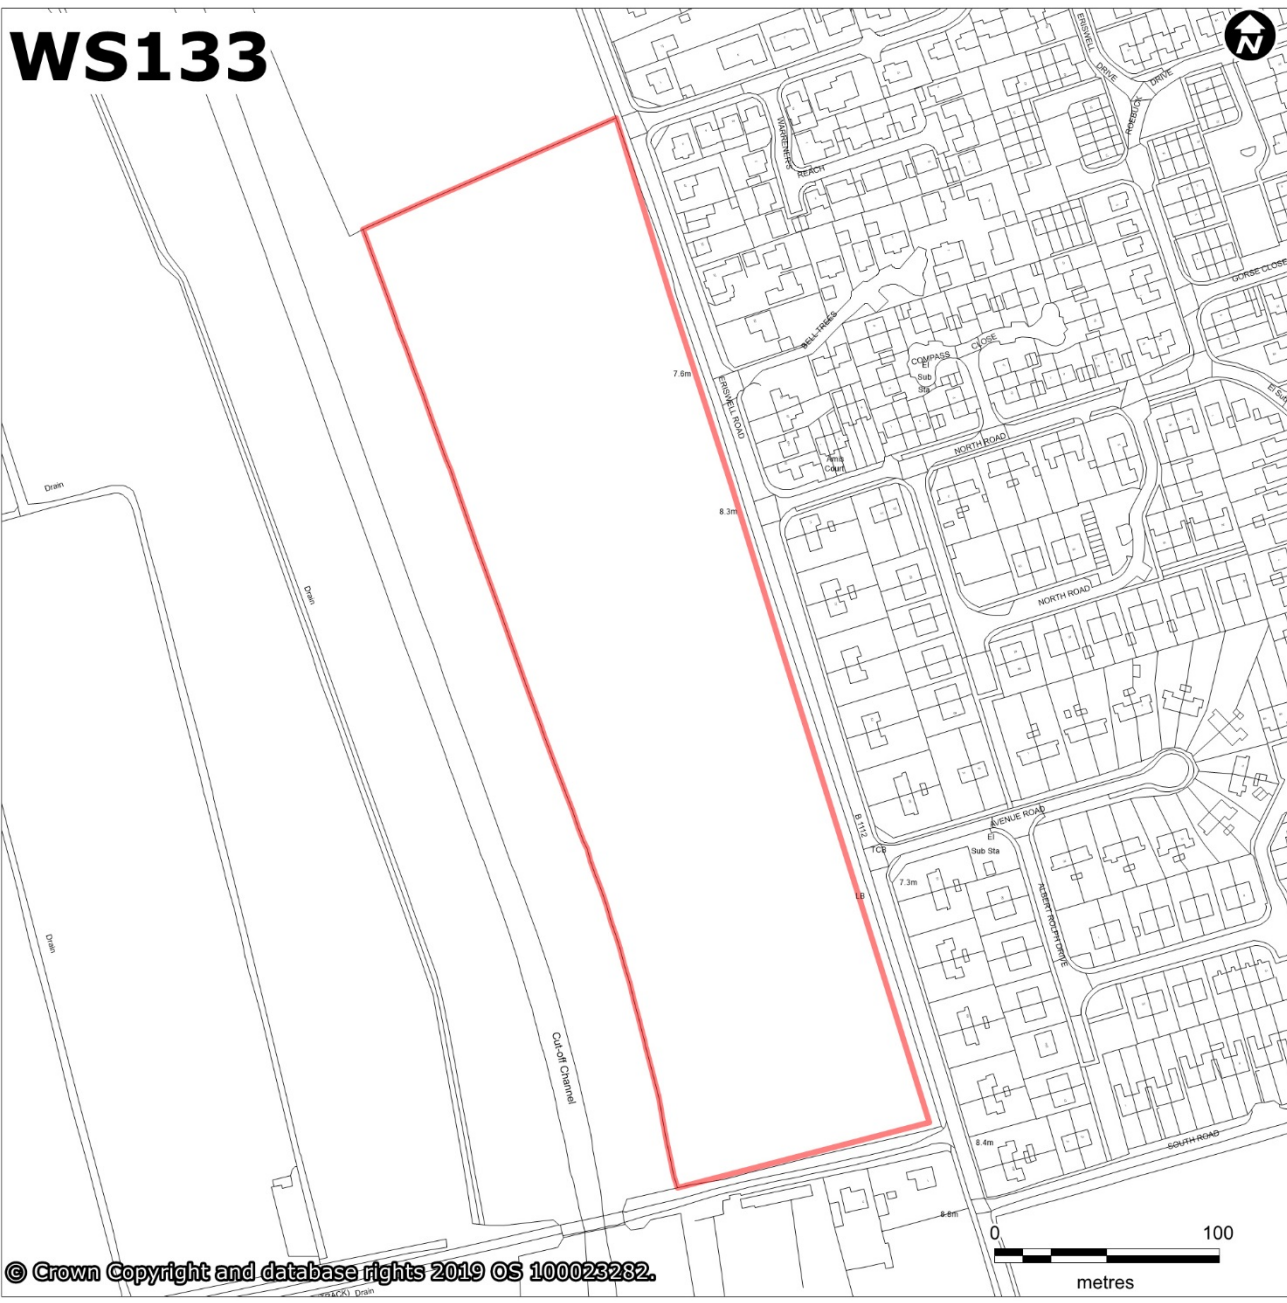 WS133
N
ERISWELL
DRIVE
DRIVE
ROEBUCK
WARRENERS
REACH
GORSE CLOSE
BELL TREES
COMPASS
CLOSE
El
Sub
Sta
7.6m
ERISWELL ROAD
NORTH ROAD
Amis
Court
Drain
8.3m
Drain
NORTH ROAD
B 1112
AVENUE ROAD
El
Sub Sta
TCB
7.3m
LB
ALBERT ROLPH DRIVE
Drain
Cut-off Channel
8.4m
SOUTH ROAD
6.8m
0
100
metres
© Crown Copyright and database rights 2019 OS 100023282.
Drain